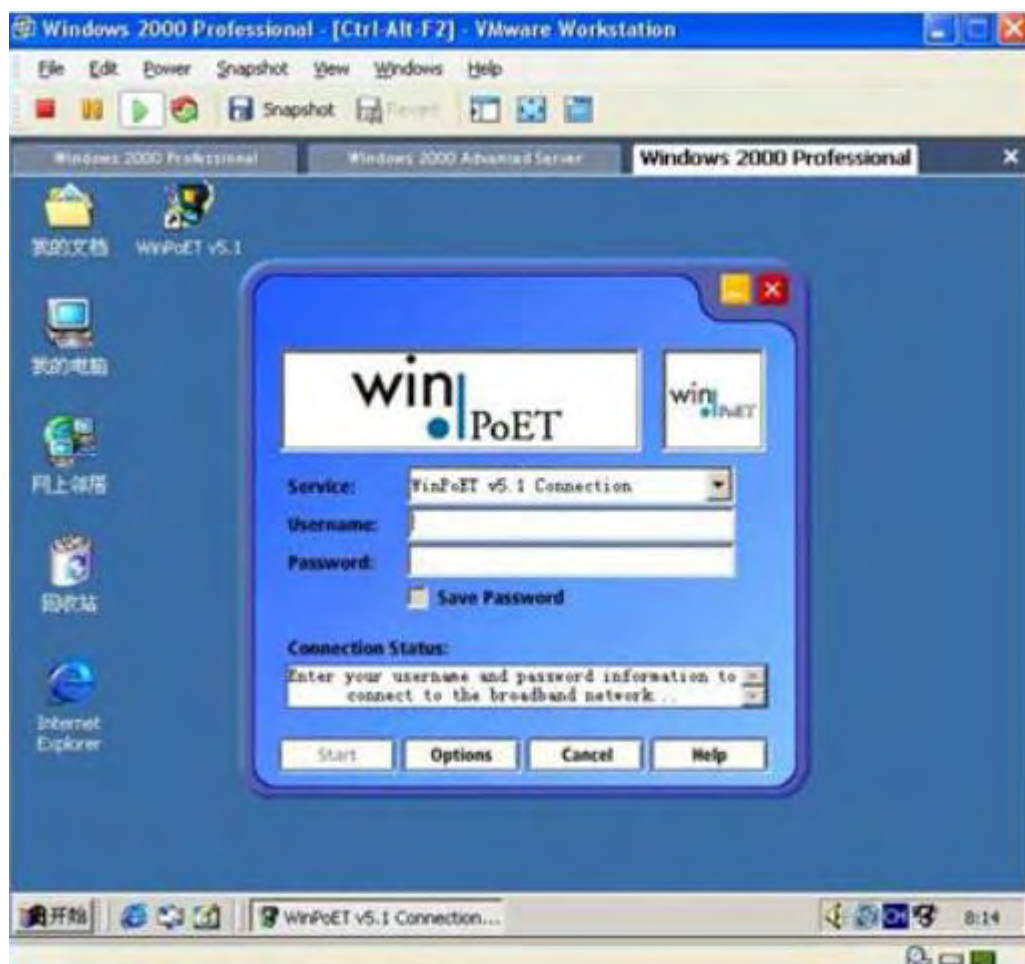 Windows 2000 Professional - [Ctrl-Alt-F2] - VMware Workstation
File Edit Power Snapshot View Windows Help
Snapshot Revert
Windows 2000 Professional Windows 2000 Advanced Server Windows 2000 Professional
我的文档 WinPoET v5.1
我的电脑
网上邻居
回收站
Internet
Explorer
win PoET
win PoET
Service: WinPoET v5.1 Connection
Username:
Password:
Save Password
Connection Status:
Enter your username and password information to
connect to the broadband network...
Start Options Cancel Help
开始 WinPoET v5.1 Connection... CH 8:14